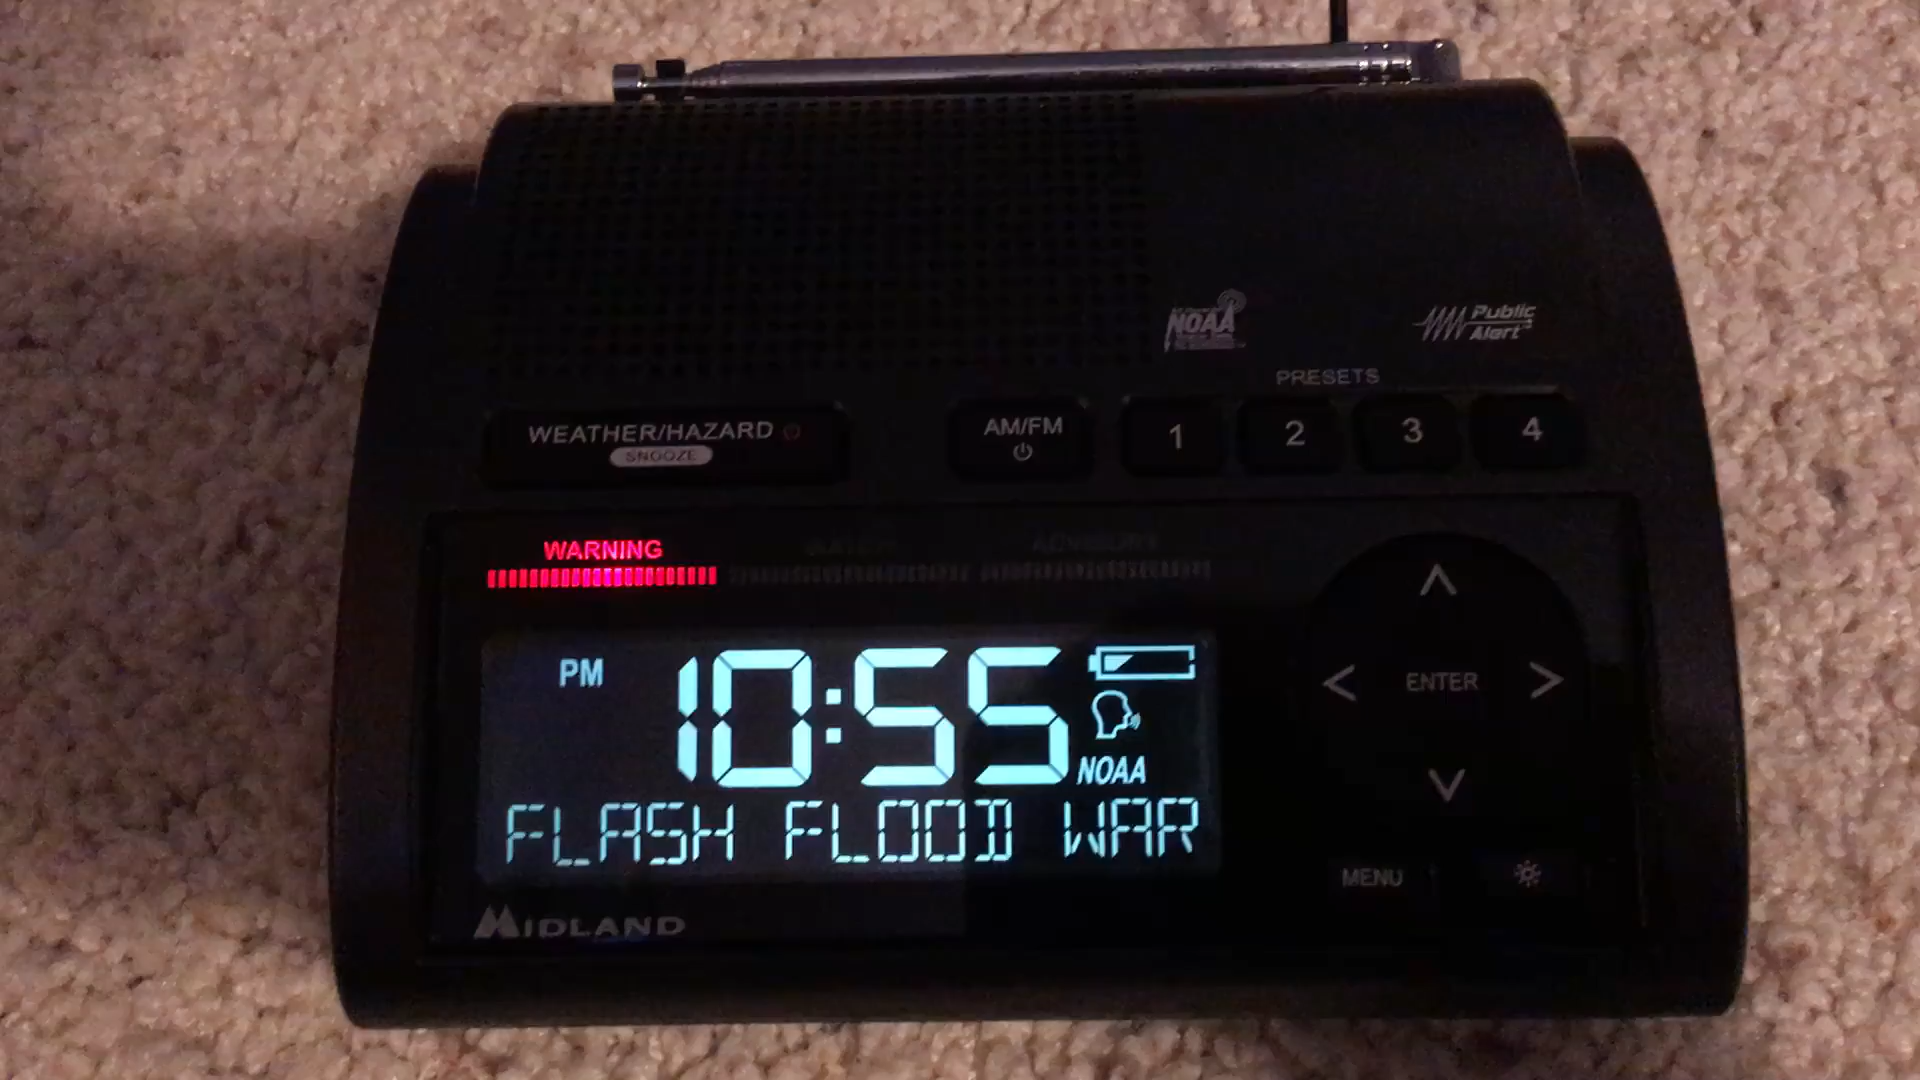 NOAA
Public
Alert
PRESETS
WEATHER/HAZARD
SNOOZE
AM/FM
1 2 3 4
WARNING ADVISORY
PM 10:55
NOAA
FLASH FLOOD WAR
< ENTER >
MENU
MIDLAND